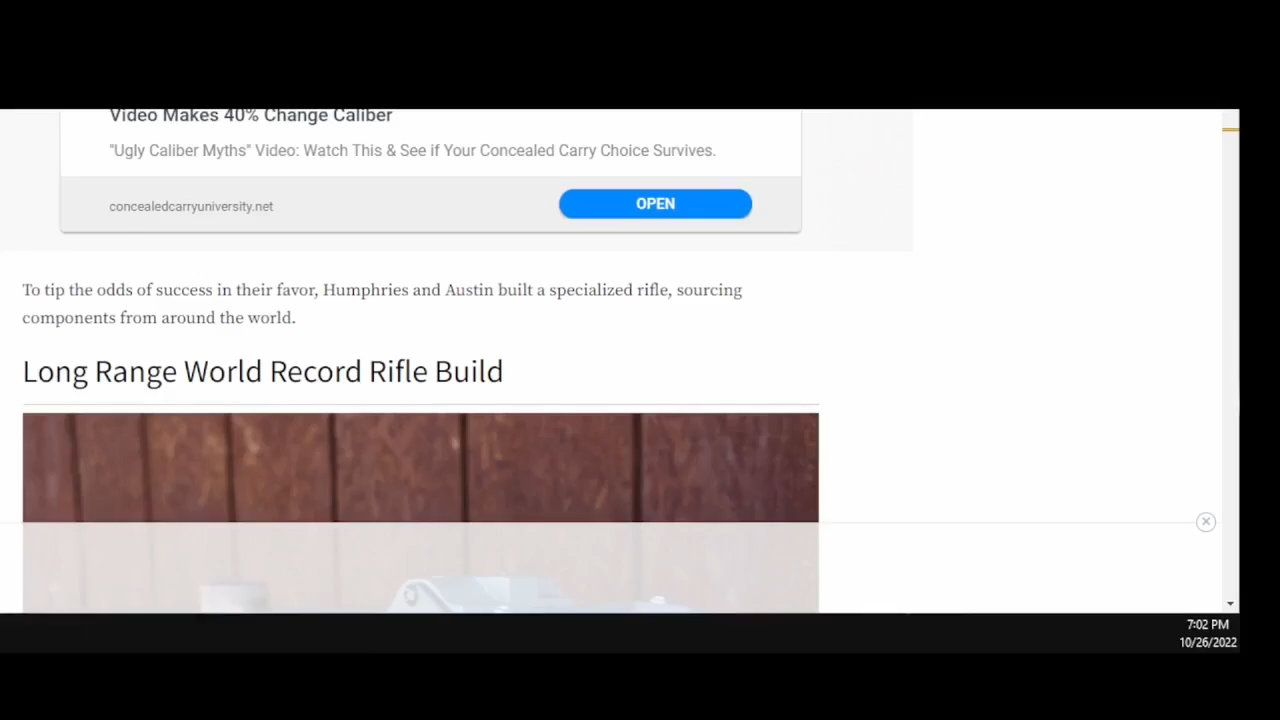 Video Makes 40% Change Caliber
"Ugly Caliber Myths" Video: Watch This & See if Your Concealed Carry Choice Survives.
concealedcarryuniversity.net
OPEN
To tip the odds of success in their favor, Humphries and Austin built a specialized rifle, sourcing
components from around the world.
Long Range World Record Rifle Build
7:02 PM
10/26/2022